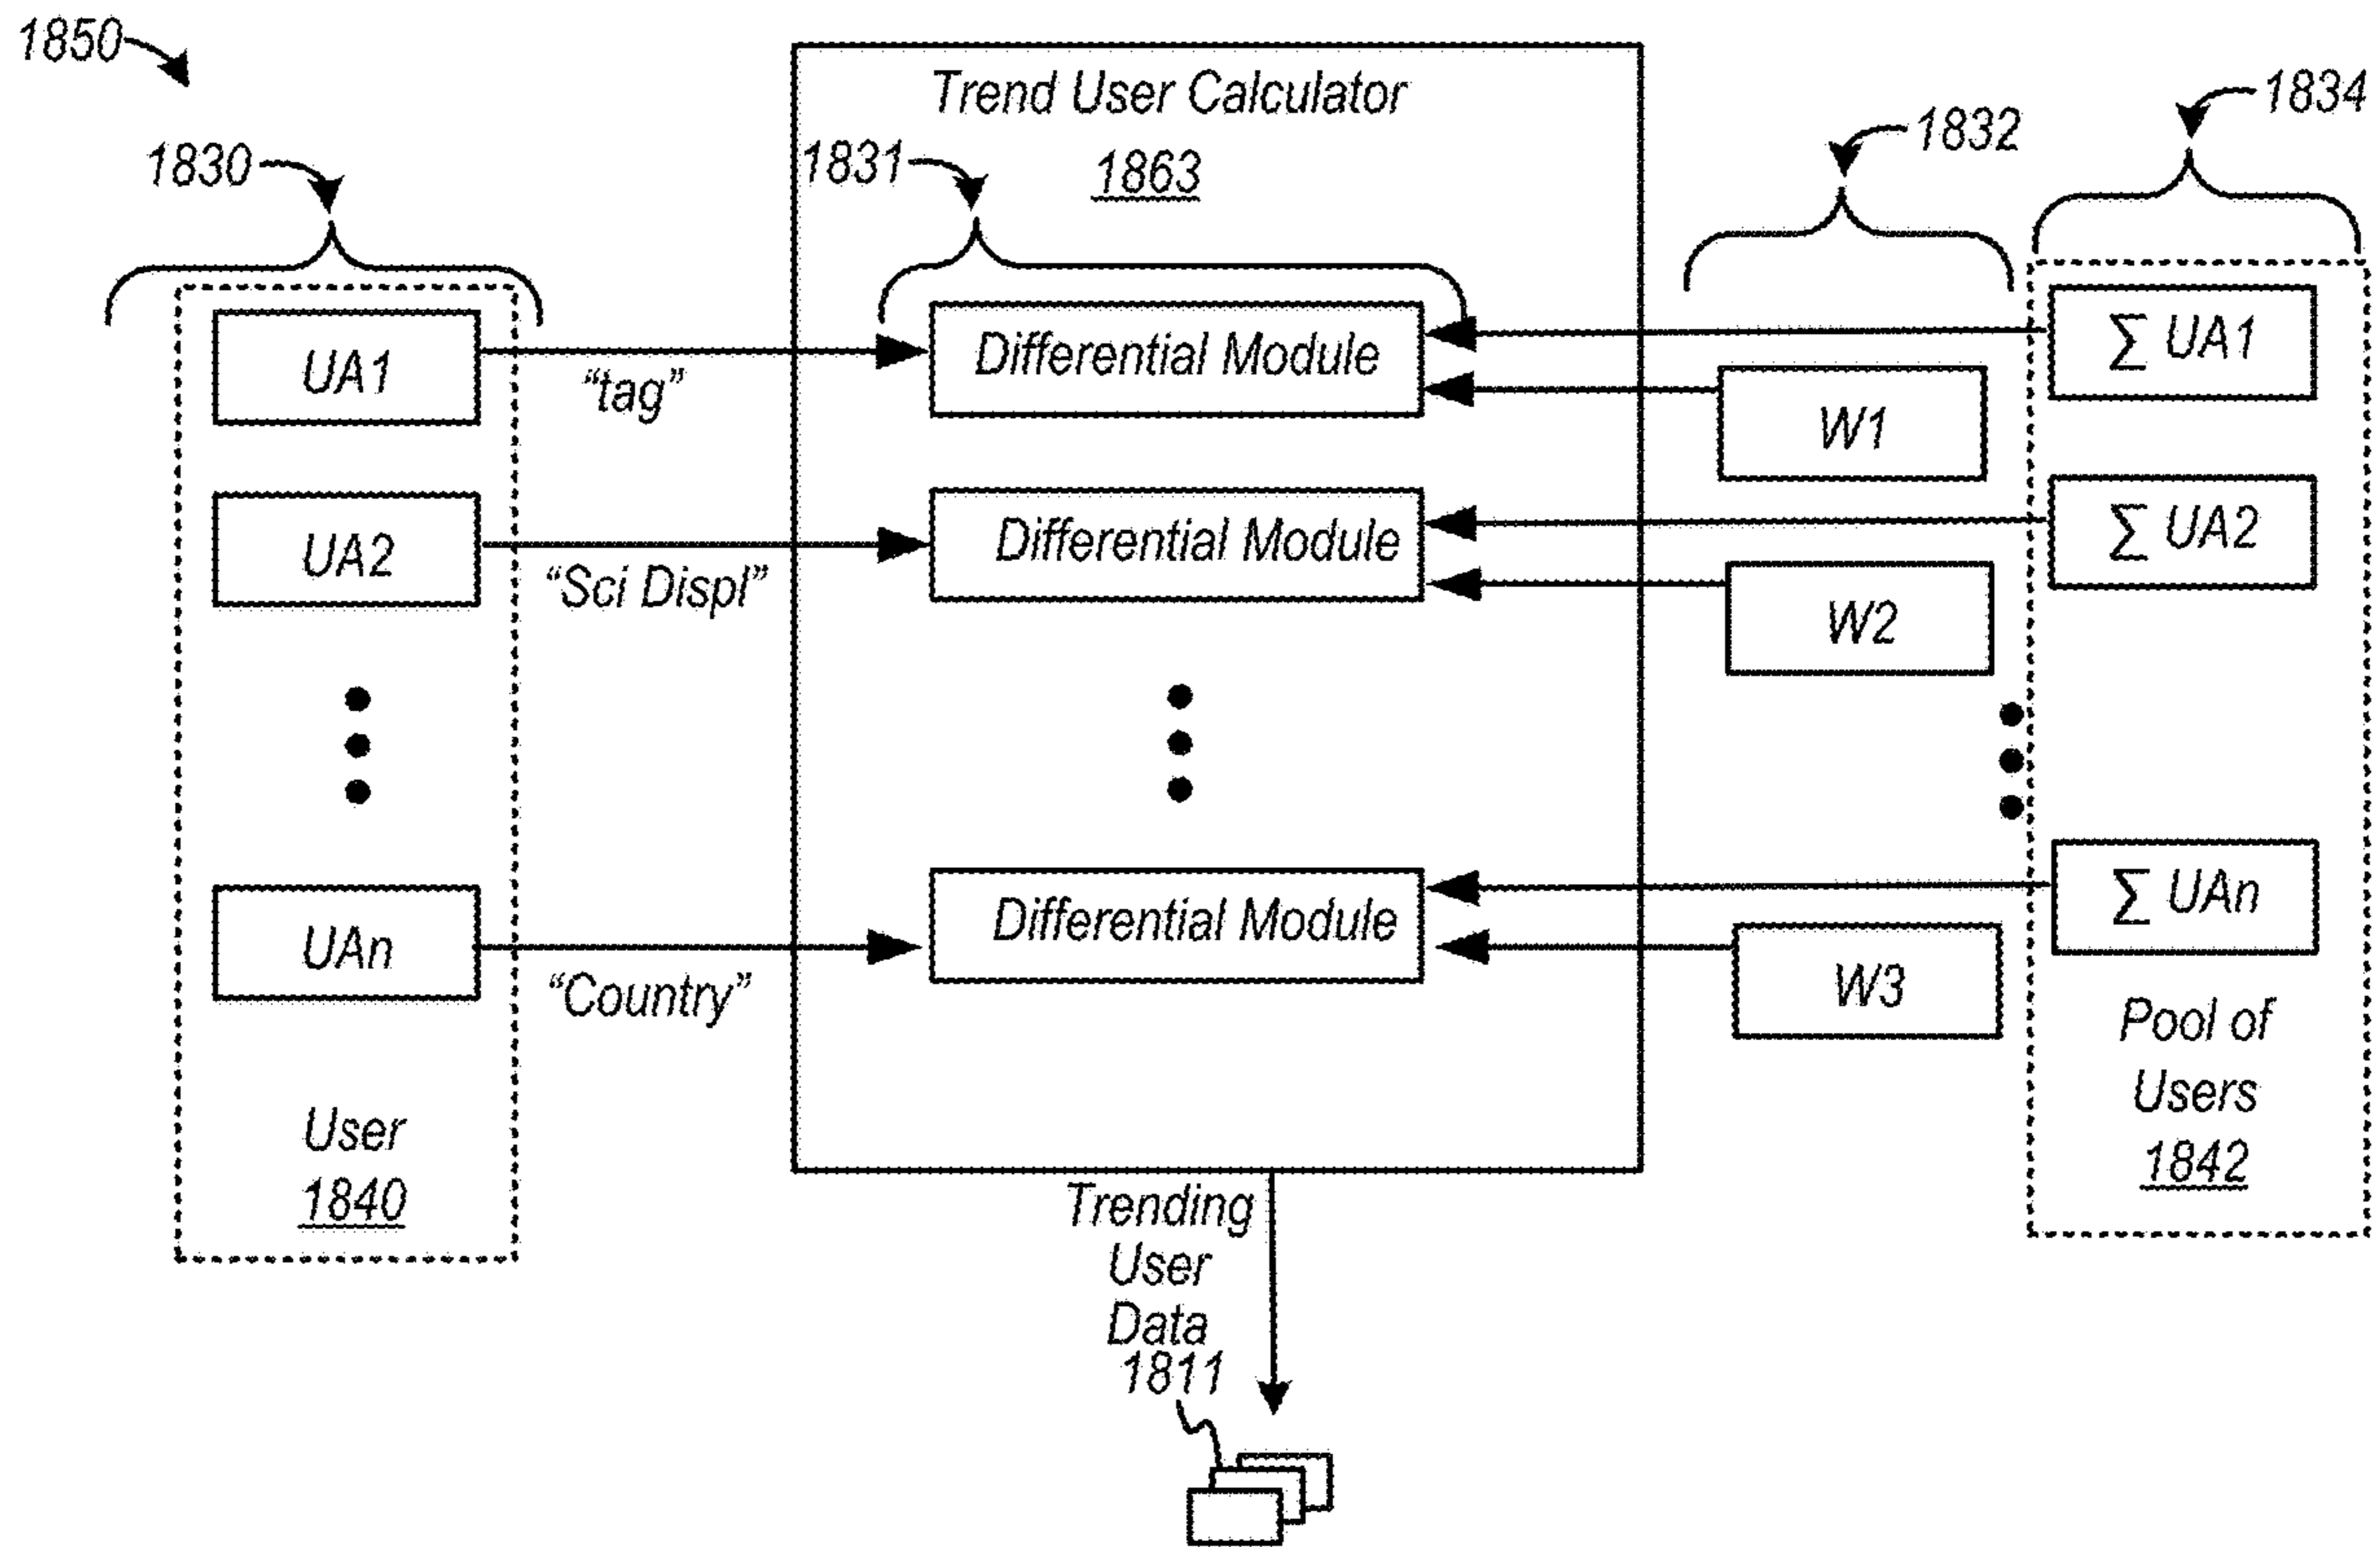 1850
1834
Trend User Calculator
1832
1830
1831
1863
UA1
"tag"
Differential Module
∑ UA1
W1
UA2
"Sci Displ"
Differential Module
∑ UA2
W2
UAn
"Country"
Differential Module
∑ UAn
W3
User
1840
Pool of
Users
1842
Trending
User
Data
1811